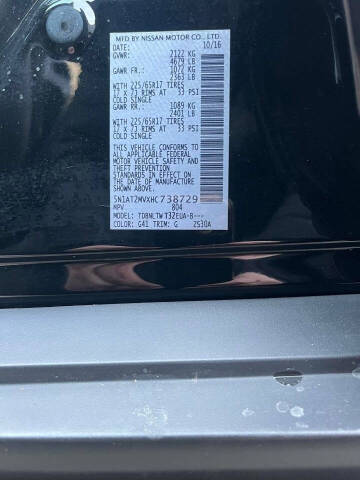 MFD BY NISSAN MOTOR CO., LTD.
DATE: 10/16
GVWR: 2122 KG
4679 LB
GAWR FR: 1072 KG
2363 LB
WITH 225/65R17 TIRES
17 X 7J RIMS AT 33 PSI
COLD SINGLE
GAWR RR: 1089 KG
2401 LB
WITH 225/65R17 TIRES
17 X 7J RIMS AT 33 PSI
COLD SINGLE
THIS VEHICLE CONFORMS TO
ALL APPLICABLE FEDERAL
MOTOR VEHICLE SAFETY AND
THEFT PREVENTION
STANDARDS IN EFFECT ON THE
DATE OF MANUFACTURE SHOWN
ABOVE.
5N1AT2MVXHC738729
MPV 804
MODEL: TDBNLTW T32EUA-B---
COLOR: G41 TRIM: G 2530A